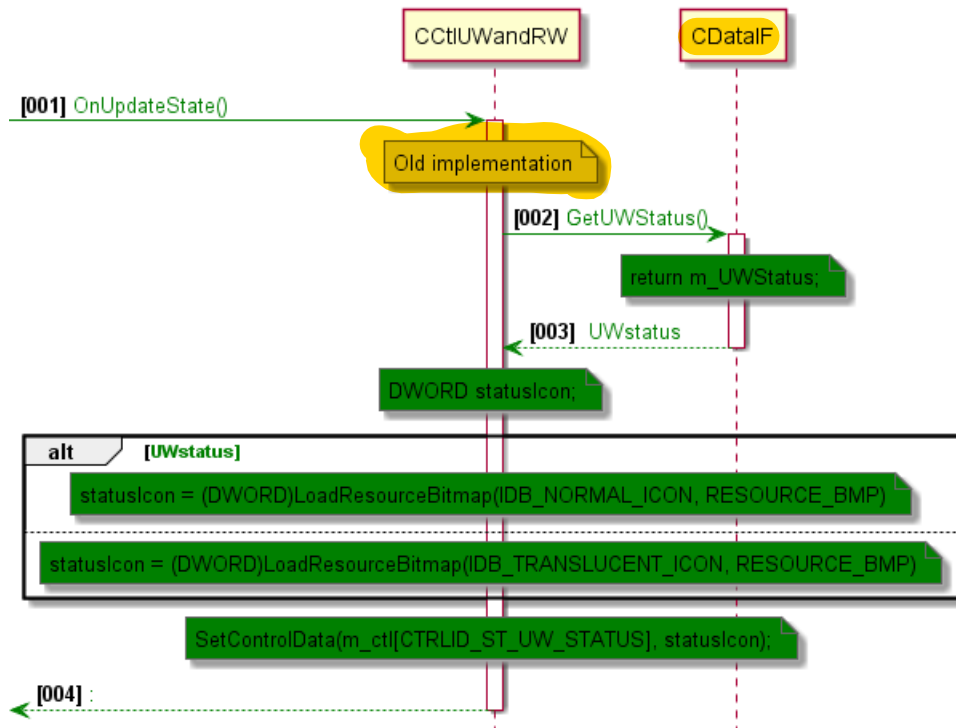 CCtlUWandRW
CDataIF
[001] OnUpdateState()
Old implementation
[002] GetUWStatus()
return m_UWStatus;
[003] UWstatus
DWORD statusIcon;
alt [UWstatus]
statusIcon = (DWORD)LoadResourceBitmap(IDB_NORMAL_ICON, RESOURCE_BMP)
statusIcon = (DWORD)LoadResourceBitmap(IDB_TRANSLUCENT_ICON, RESOURCE_BMP)
SetControlData(m_ctl[CTRLID_ST_UW_STATUS], statusIcon);
[004] :